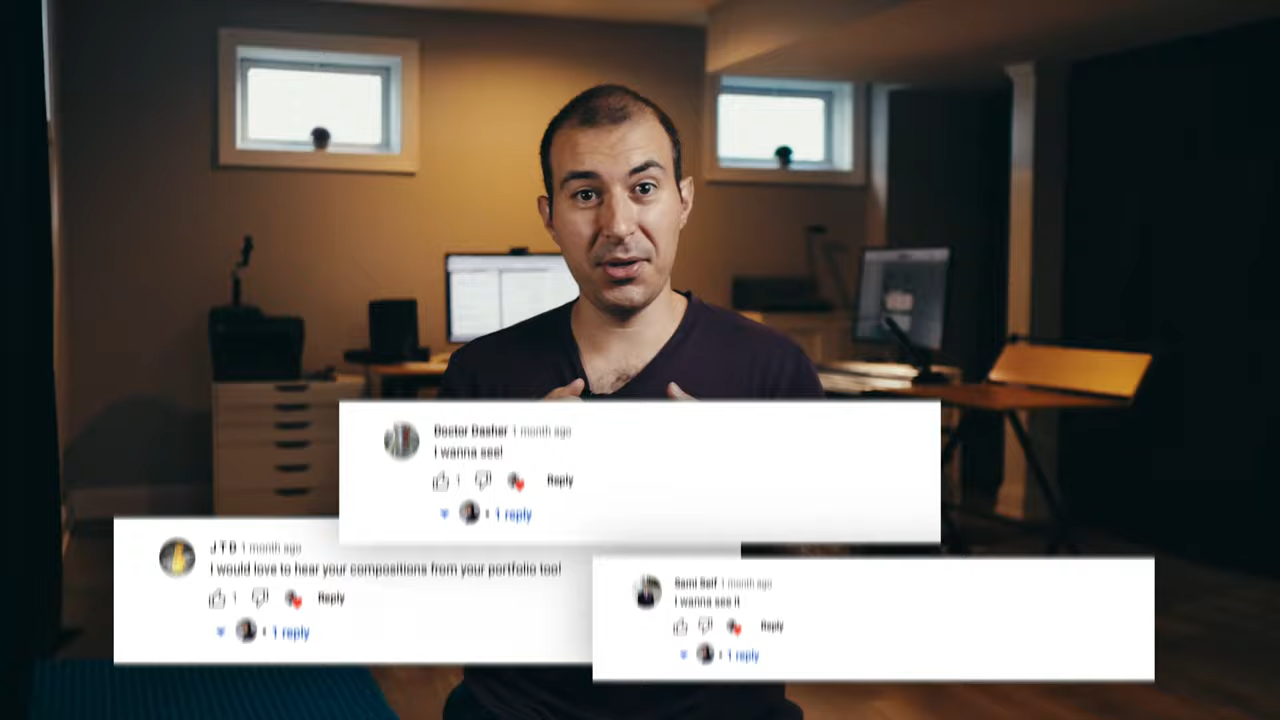 Doctor Dasher 1 month ago
I wanna see!
1 Reply
1 reply
J T B 1 month ago
I would love to hear your compositions from your portfolio too!
1 Reply
1 reply
Sami Seif 1 month ago
I wanna see it
Reply
1 reply